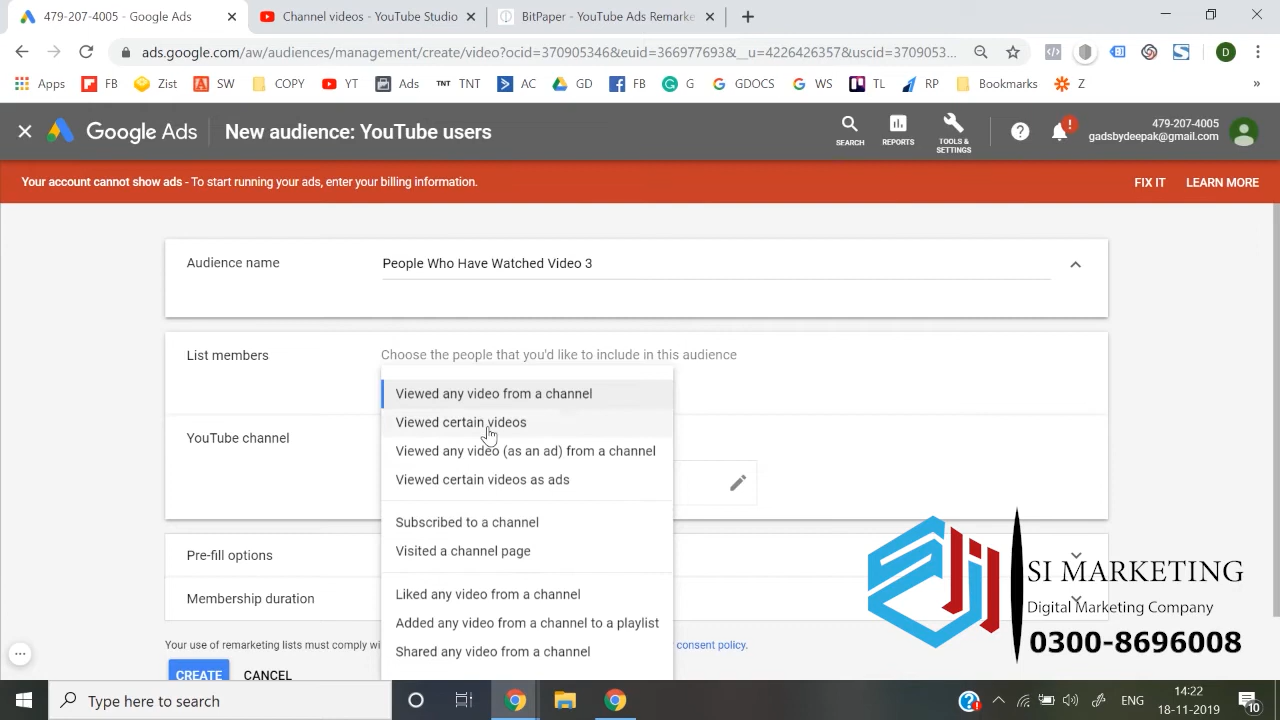 479-207-4005 - Google Ads
Channel videos - YouTube Studio
BitPaper - YouTube Ads Remarke
ads.google.com/aw/audiences/management/create/video?ocid=370905346&euid=366977693&__u=4226426357&uscid=3709053...
D
Apps FB Zist SW COPY YT Ads TNT TNT AC GD FB G GDOCS WS TL RP Bookmarks Z »
Google Ads New audience: YouTube users
SEARCH REPORTS TOOLS & SETTINGS
479-207-4005
gadsbydeepak@gmail.com
Your account cannot show ads - To start running your ads, enter your billing information.
FIX IT LEARN MORE
Audience name People Who Have Watched Video 3
List members Choose the people that you'd like to include in this audience
Viewed any video from a channel
Viewed certain videos
YouTube channel
Viewed any video (as an ad) from a channel
Viewed certain videos as ads
Subscribed to a channel
Visited a channel page
Pre-fill options
Liked any video from a channel
Membership duration
Added any video from a channel to a playlist
Your use of remarketing lists must comply wi consent policy.
Shared any video from a channel
CREATE CANCEL
SI MARKETING
Digital Marketing Company
0300-8696008
Type here to search
ENG
14:22
18-11-2019
10